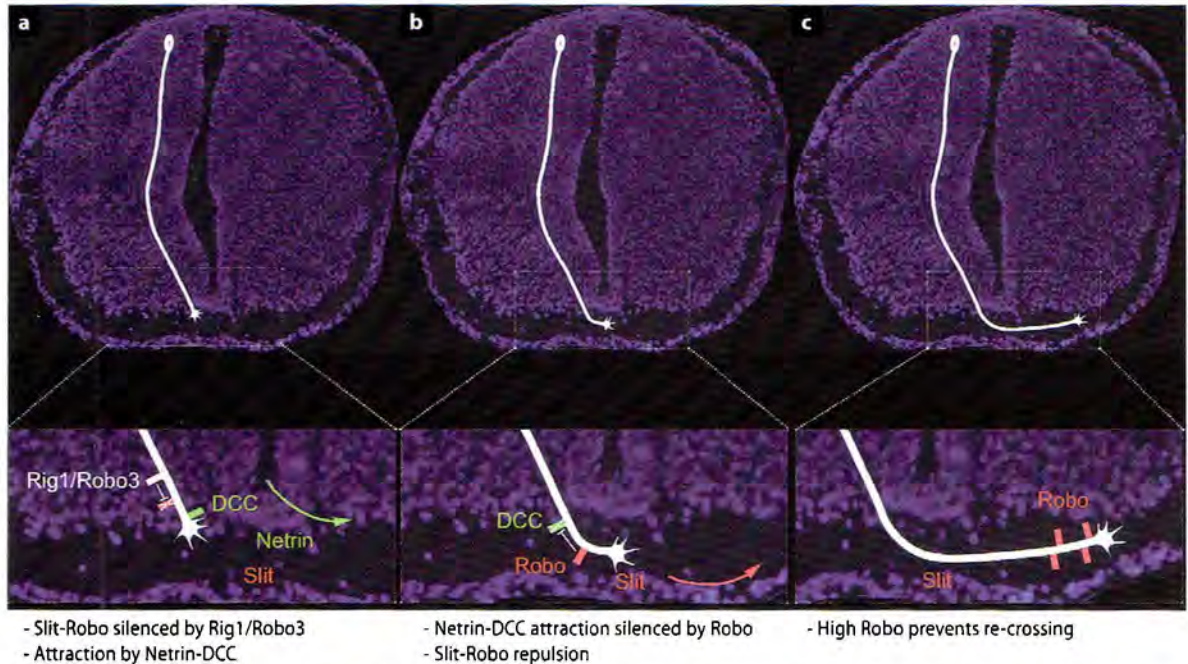 a
b
c
Rig1/Robo3
DCC
Netrin
Slit
DCC
Robo
Slit
Robo
Slit
- Slit-Robo silenced by Rig1/Robo3
- Attraction by Netrin-DCC
- Netrin-DCC attraction silenced by Robo
- Slit-Robo repulsion
- High Robo prevents re-crossing